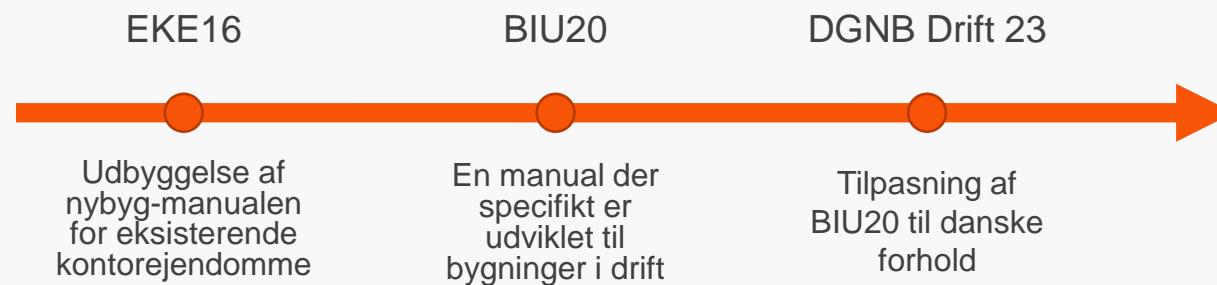 EKE16
BIU20
DGNB Drift 23
Udbyggelse af
nybyg-manualen
for eksisterende
kontorejendomme
En manual der
specifikt er
udviklet til
bygninger i drift
Tilpasning af
BIU20 til danske
forhold